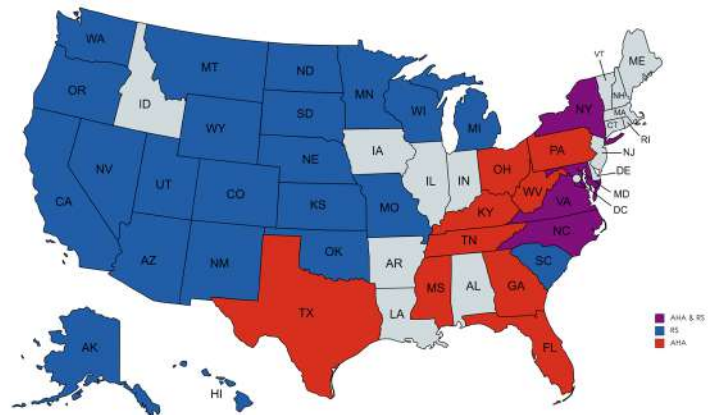 WA
MT
ND
MN
VT
ME
OR
ID
WY
SD
WI
MI
NY
NH
MA
CT
RI
NV
UT
CO
NE
IA
IL
IN
OH
PA
NJ
DE
MD
DC
CA
KS
MO
KY
WV
VA
AZ
NM
OK
AR
TN
NC
SC
TX
LA
MS
AL
GA
FL
AK
HI
AHA & RS
RS
AHA